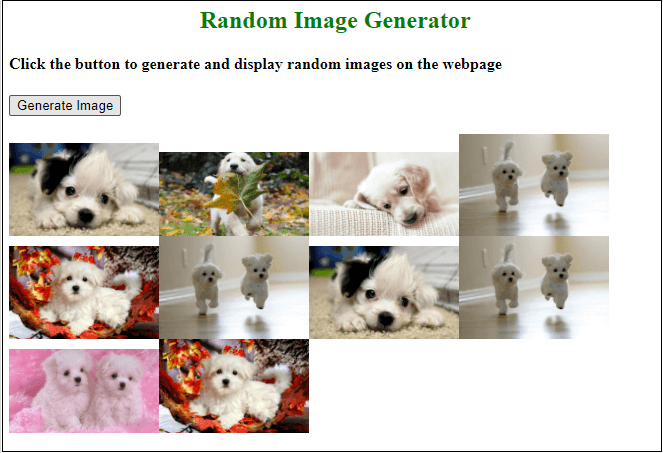 Random Image Generator
Click the button to generate and display random images on the webpage
Generate Image